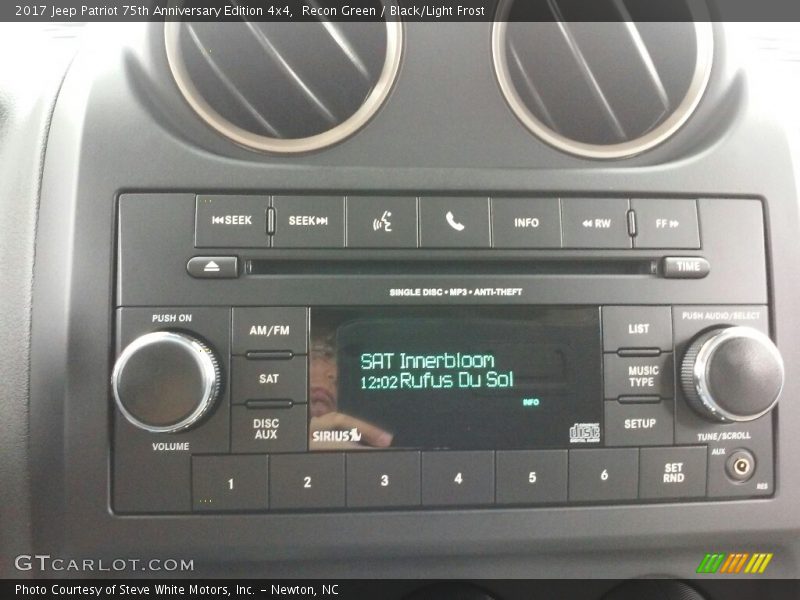 2017 Jeep Patriot 75th Anniversary Edition 4x4,  Recon Green / Black/Light Frost
SEEK
SEEK
INFO
RW
FF
TIME
SINGLE DISC • MP3 • ANTI-THEFT
PUSH ON
AM/FM
SAT
DISC
AUX
VOLUME
SAT Innerbloom
12:02 Rufus Du Sol
INFO
SIRIUS
disc
LIST
MUSIC
TYPE
SETUP
PUSH AUDIO/SELECT
TUNE/SCROLL
AUX
RES
1
2
3
4
5
6
SET
RND
GTCARLOT.COM
Photo Courtesy of Steve White Motors, Inc. – Newton, NC